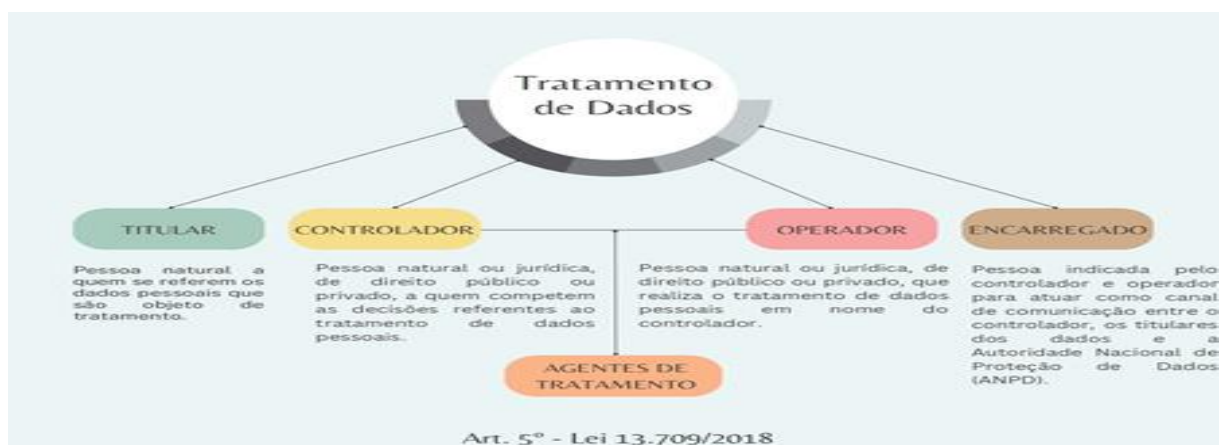 Tratamento
de Dados
TITULAR
CONTROLADOR
OPERADOR
ENCARREGADO
Pessoa natural a
quem se referem os
dados pessoais que
são objeto de
tratamento.
Pessoa natural ou jurídica,
de direito público ou
privado, a quem competem
as decisões referentes ao
tratamento de dados
pessoais.
Pessoa natural ou jurídica, de
direito público ou privado, que
realiza o tratamento de dados
pessoais em nome do
controlador.
Pessoa indicada pelo
controlador e operador
para atuar como canal
de comunicação entre o
controlador, os titulares
dos dados e a
Autoridade Nacional de
Proteção de Dados
(ANPD).
AGENTES DE
TRATAMENTO
Art. 5º - Lei 13.709/2018